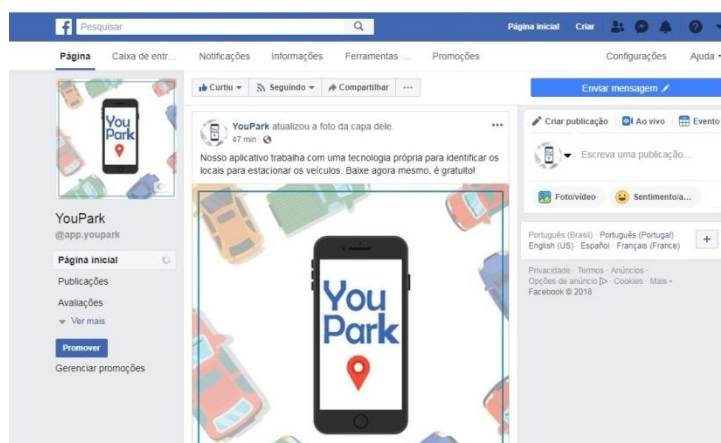 Pesquisar
Página inicial Criar
Página Caixa de entr... Notificações Informações Ferramentas ... Promoções Configurações Ajuda
You
Park
YouPark
@app.youpark
Página inicial
Publicações
Avaliações
Ver mais
Promover
Gerenciar promoções
Curtiu Seguindo Compartilhar ...
YouPark atualizou a foto da capa dele.
47 min ·
Nosso aplicativo trabalha com uma tecnologia própria para identificar os
locais para estacionar os veículos. Baixe agora mesmo, é gratuito!
You
Park
Enviar mensagem
Criar publicação Ao vivo Evento
Escreva uma publicação...
Foto/vídeo Sentimento/a...
Português (Brasil) · Português (Portugal) ·
English (US) · Español · Français (France)
Privacidade · Termos · Anúncios ·
Opções de anúncio · Cookies · Mais
Facebook © 2018